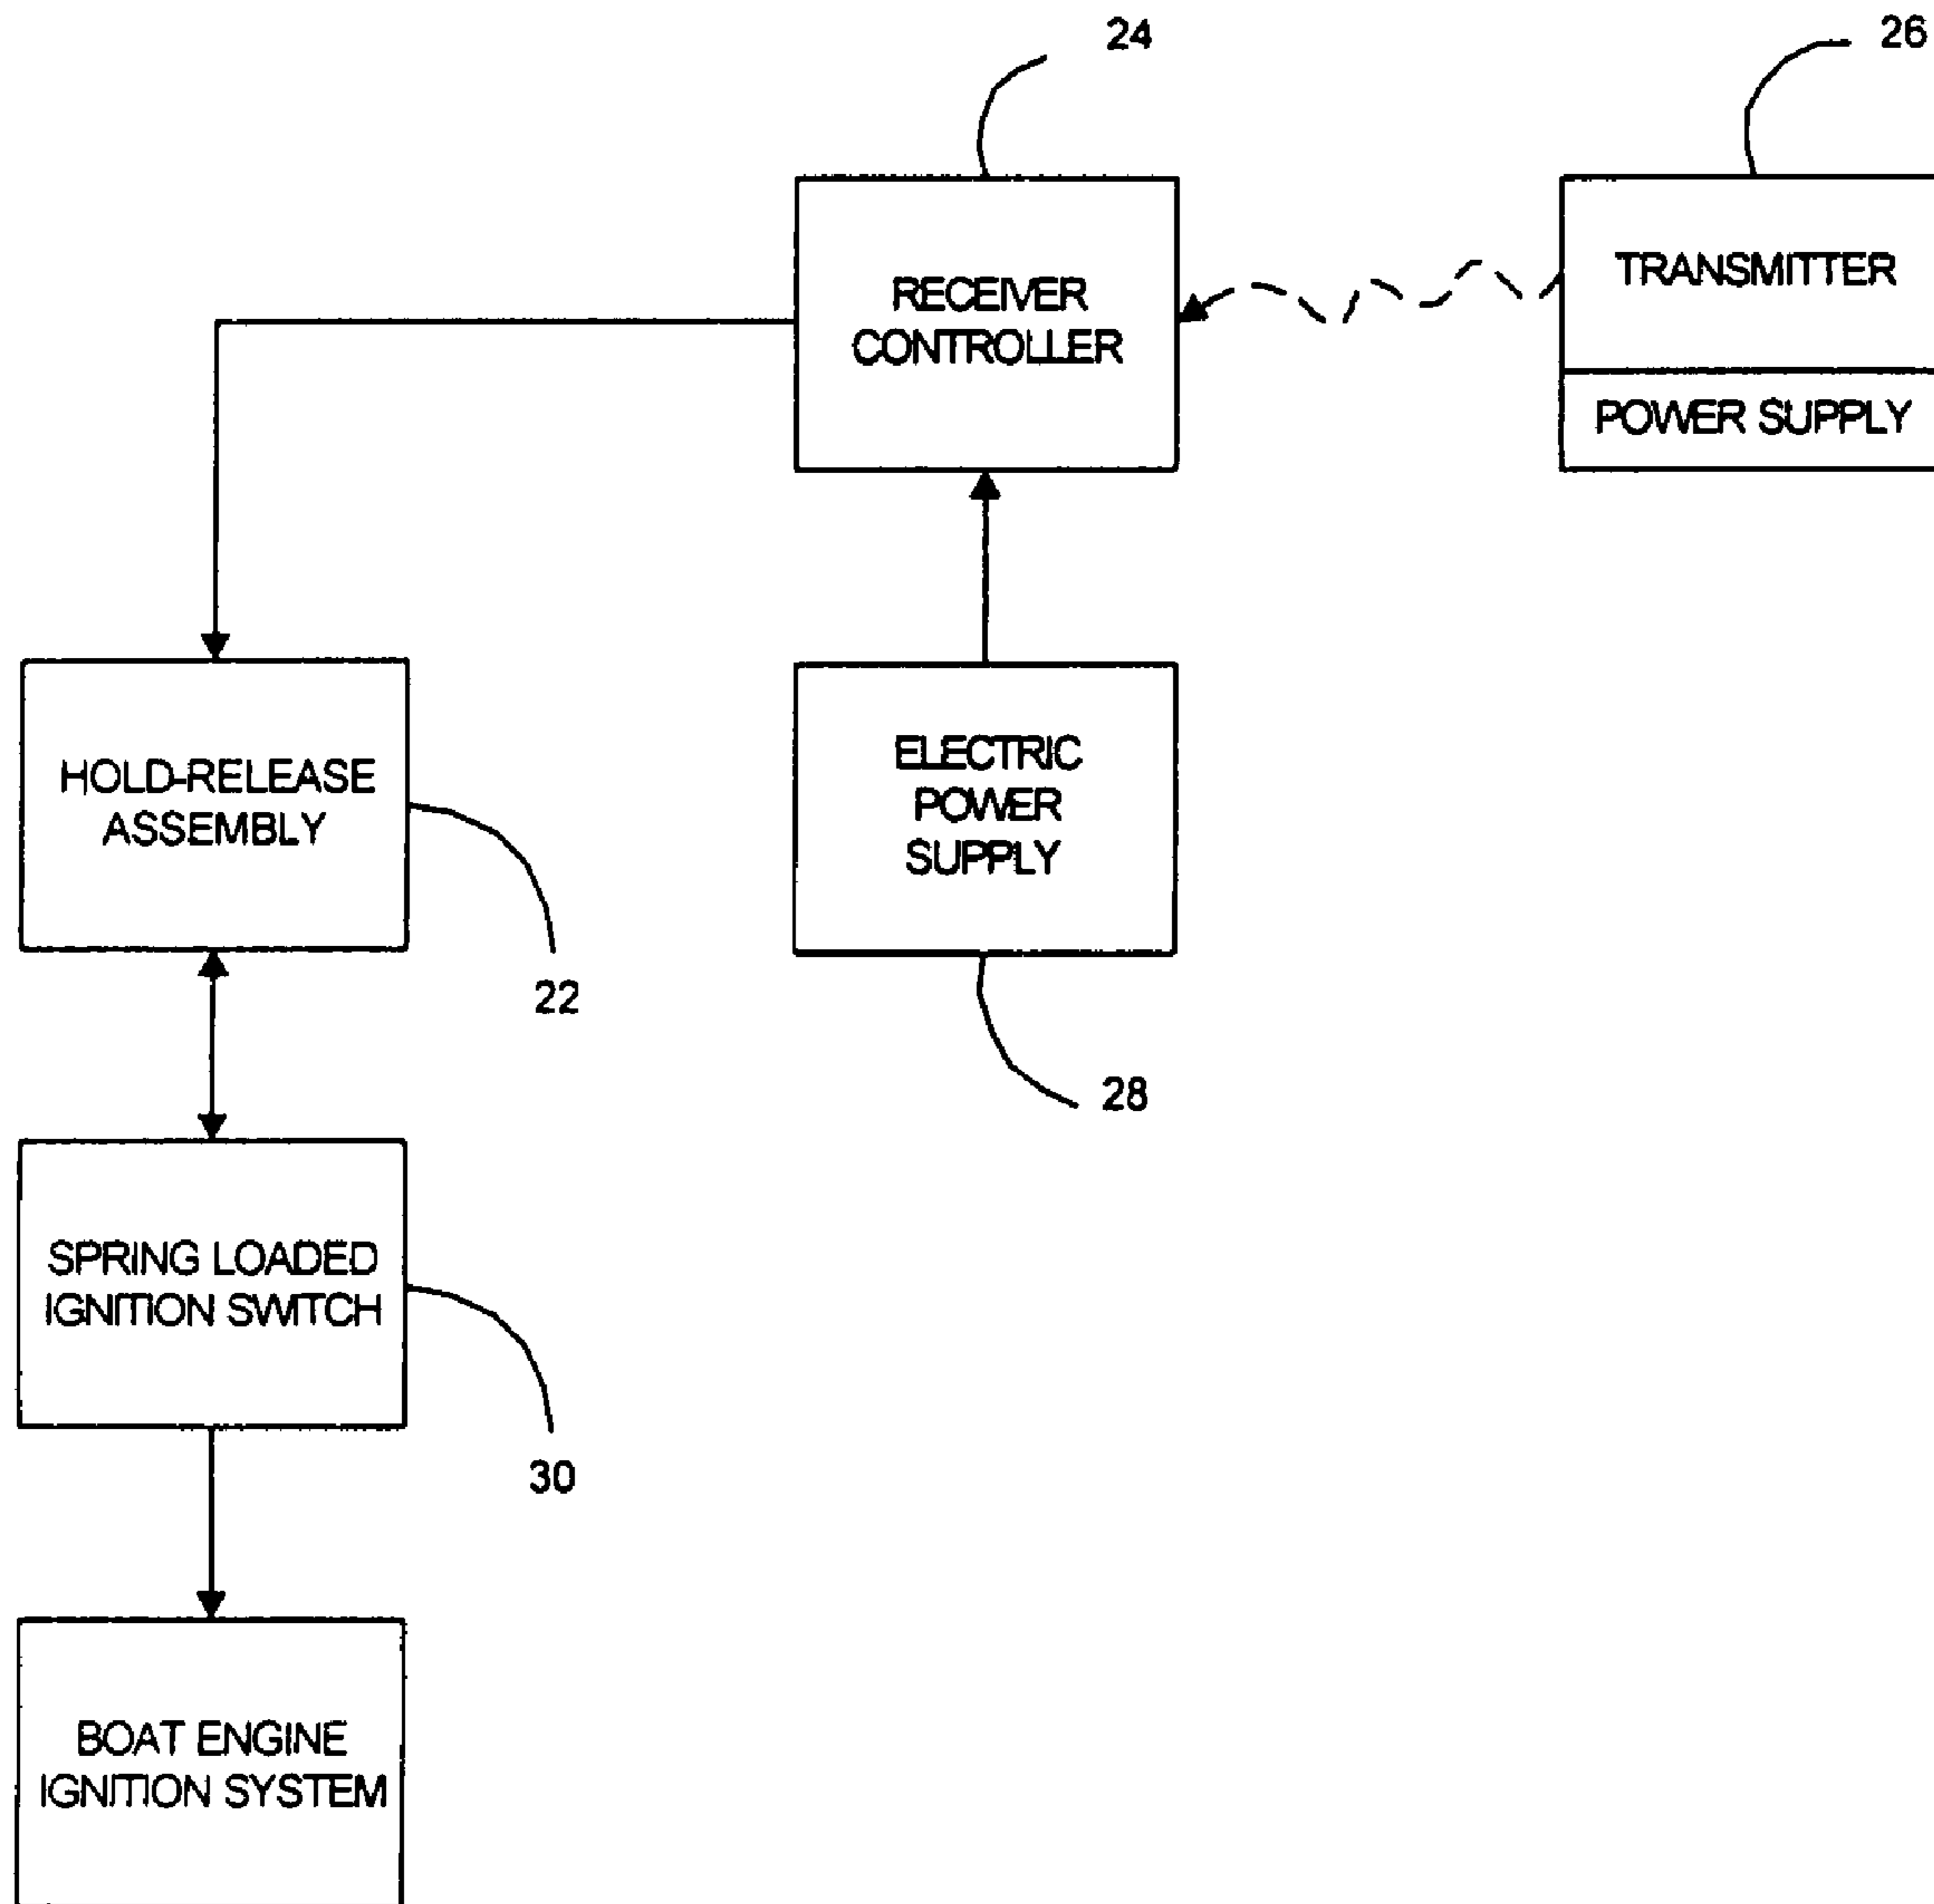 24
26
RECEIVER
CONTROLLER
TRANSMITTER
POWER SUPPLY
HOLD-RELEASE
ASSEMBLY
ELECTRIC
POWER
SUPPLY
22
28
SPRING LOADED
IGNITION SWITCH
30
BOAT ENGINE
IGNITION SYSTEM